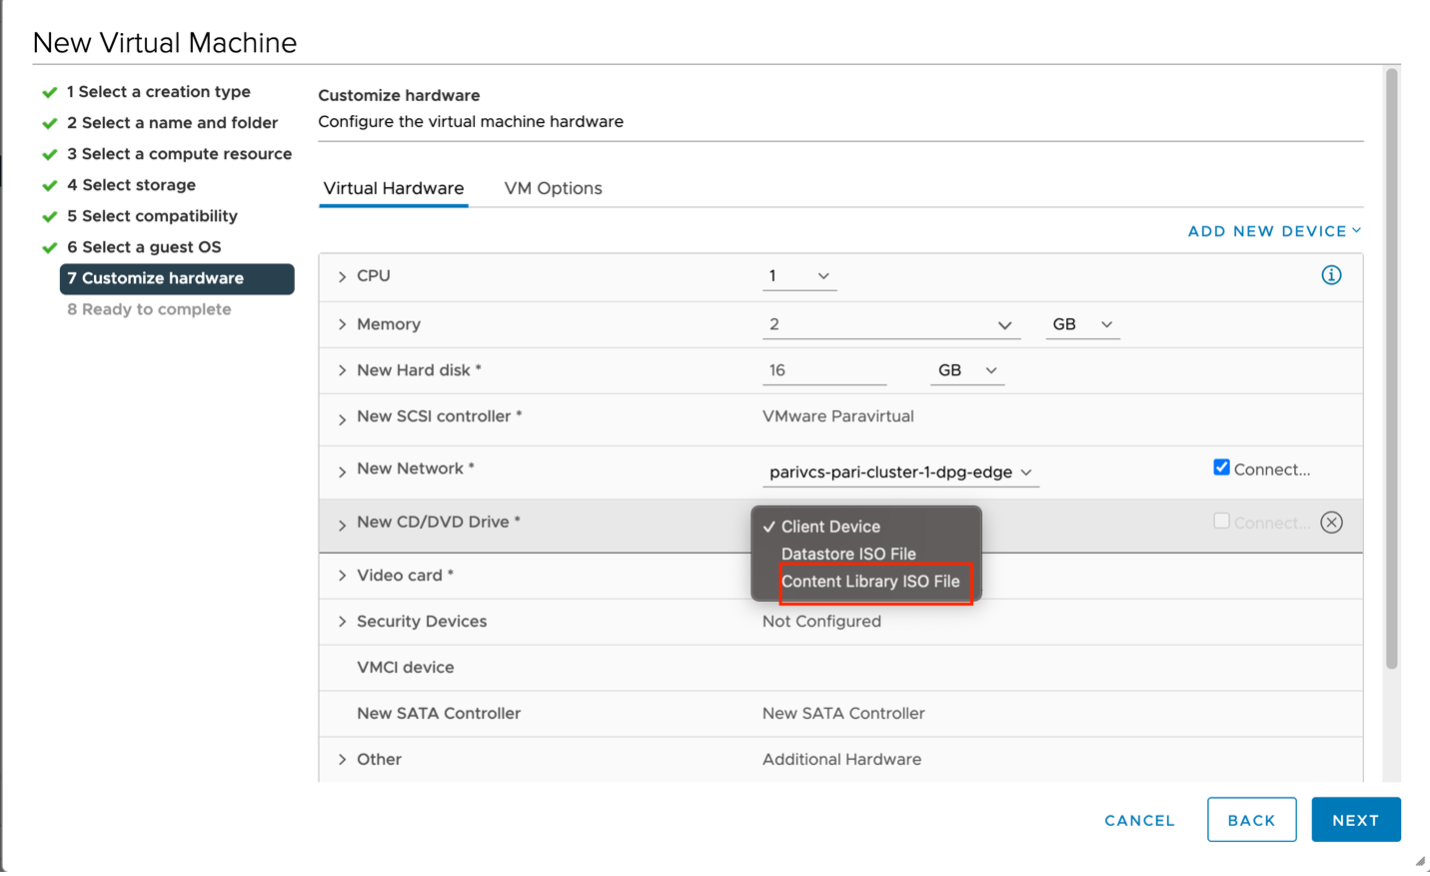 New Virtual Machine
1 Select a creation type
2 Select a name and folder
3 Select a compute resource
4 Select storage
5 Select compatibility
6 Select a guest OS
7 Customize hardware
8 Ready to complete
Customize hardware
Configure the virtual machine hardware
Virtual Hardware VM Options
ADD NEW DEVICE
CPU 1
Memory 2 GB
New Hard disk * 16 GB
New SCSI controller * VMware Paravirtual
New Network * parivcs-pari-cluster-1-dpg-edge Connect...
New CD/DVD Drive * Client Device Connect...
Datastore ISO File
Content Library ISO File
Video card *
Security Devices Not Configured
VMCI device
New SATA Controller New SATA Controller
Other Additional Hardware
CANCEL BACK NEXT